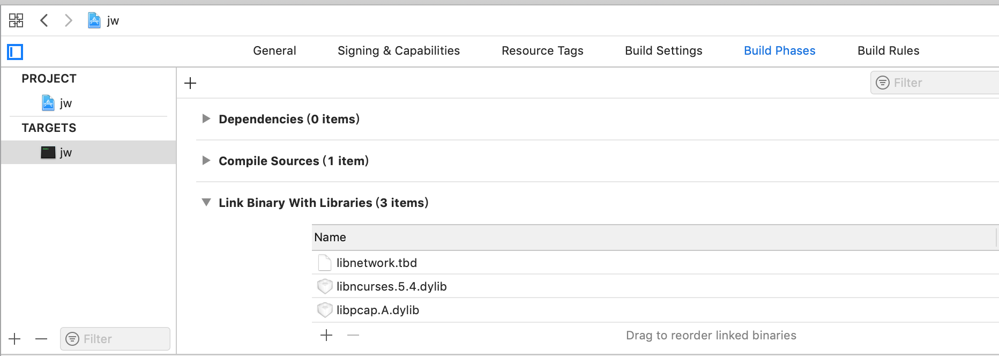 jw
General Signing & Capabilities Resource Tags Build Settings Build Phases Build Rules
PROJECT
jw
TARGETS
jw
Filter
Dependencies (0 items)
Compile Sources (1 item)
Link Binary With Libraries (3 items)
Name
libnetwork.tbd
libncurses.5.4.dylib
libpcap.A.dylib
Drag to reorder linked binaries
Filter